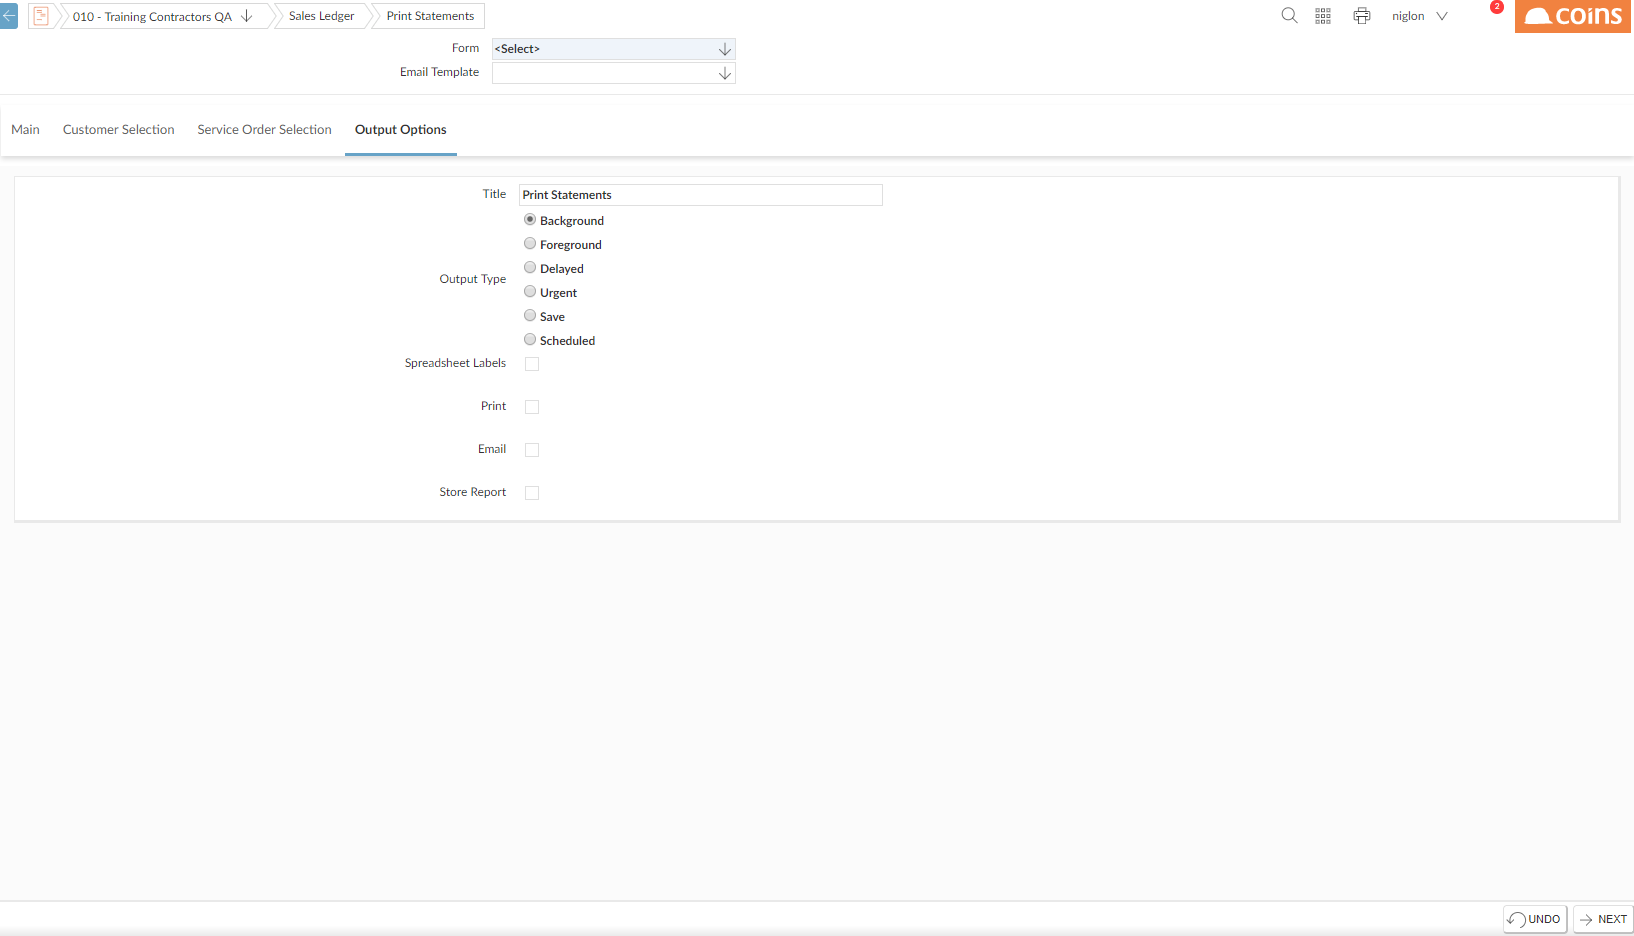 010 - Training Contractors QA Sales Ledger Print Statements niglon 2 coins
Form <Select>
Email Template
Main Customer Selection Service Order Selection Output Options
Title Print Statements
Background
Foreground
Delayed
Output Type
Urgent
Save
Scheduled
Spreadsheet Labels
Print
Email
Store Report
UNDO NEXT